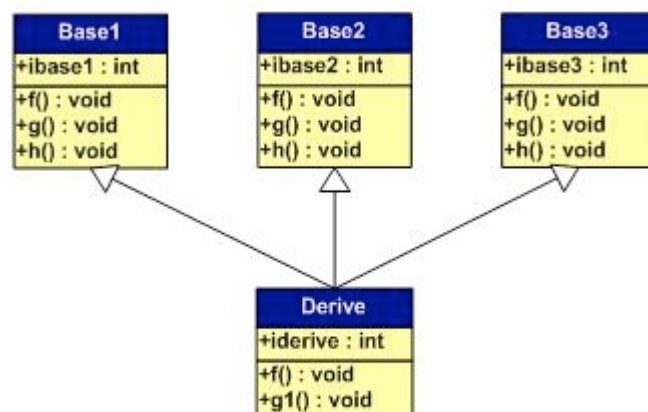 Base1
+ibase1 : int
+f() : void
+g() : void
+h() : void
Base2
+ibase2 : int
+f() : void
+g() : void
+h() : void
Base3
+ibase3 : int
+f() : void
+g() : void
+h() : void
Derive
+iderive : int
+f() : void
+g1() : void